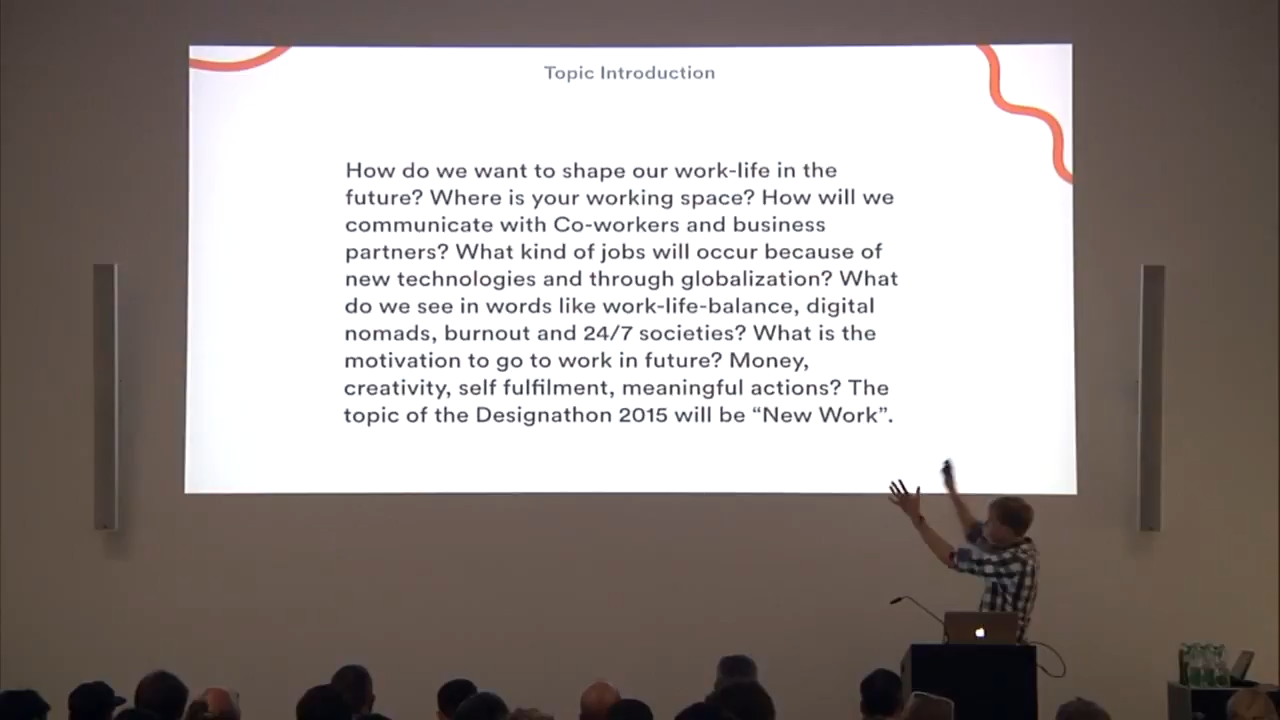 Topic Introduction
How do we want to shape our work-life in the
future? Where is your working space? How will we
communicate with Co-workers and business
partners? What kind of jobs will occur because of
new technologies and through globalization? What
do we see in words like work-life-balance, digital
nomads, burnout and 24/7 societies? What is the
motivation to go to work in future? Money,
creativity, self fulfilment, meaningful actions? The
topic of the Designathon 2015 will be “New Work”.